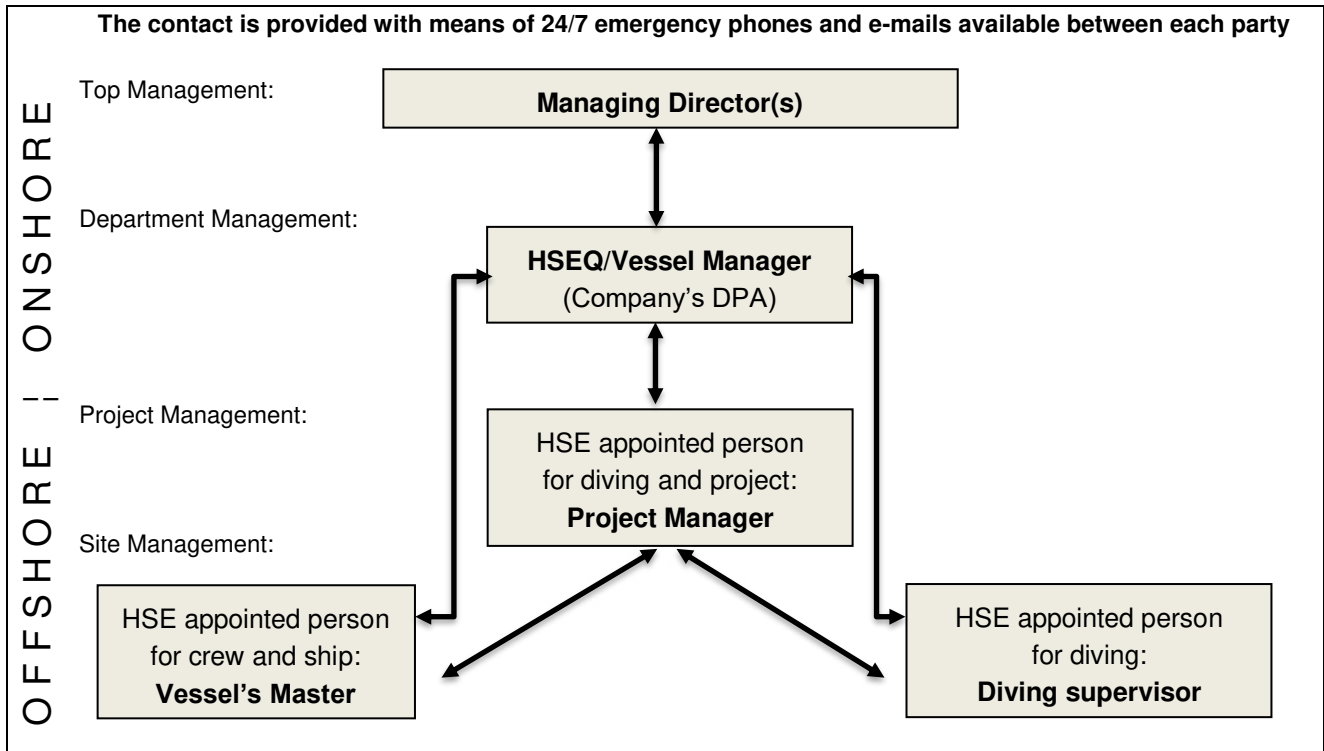 The contact is provided with means of 24/7 emergency phones and e-mails available between each party
OFFSHORE ¦¦ ONSHORE
Top Management:
Managing Director(s)
Department Management:
HSEQ/Vessel Manager
(Company’s DPA)
Project Management:
HSE appointed person
for diving and project:
Project Manager
Site Management:
HSE appointed person
for crew and ship:
Vessel’s Master
HSE appointed person
for diving:
Diving supervisor